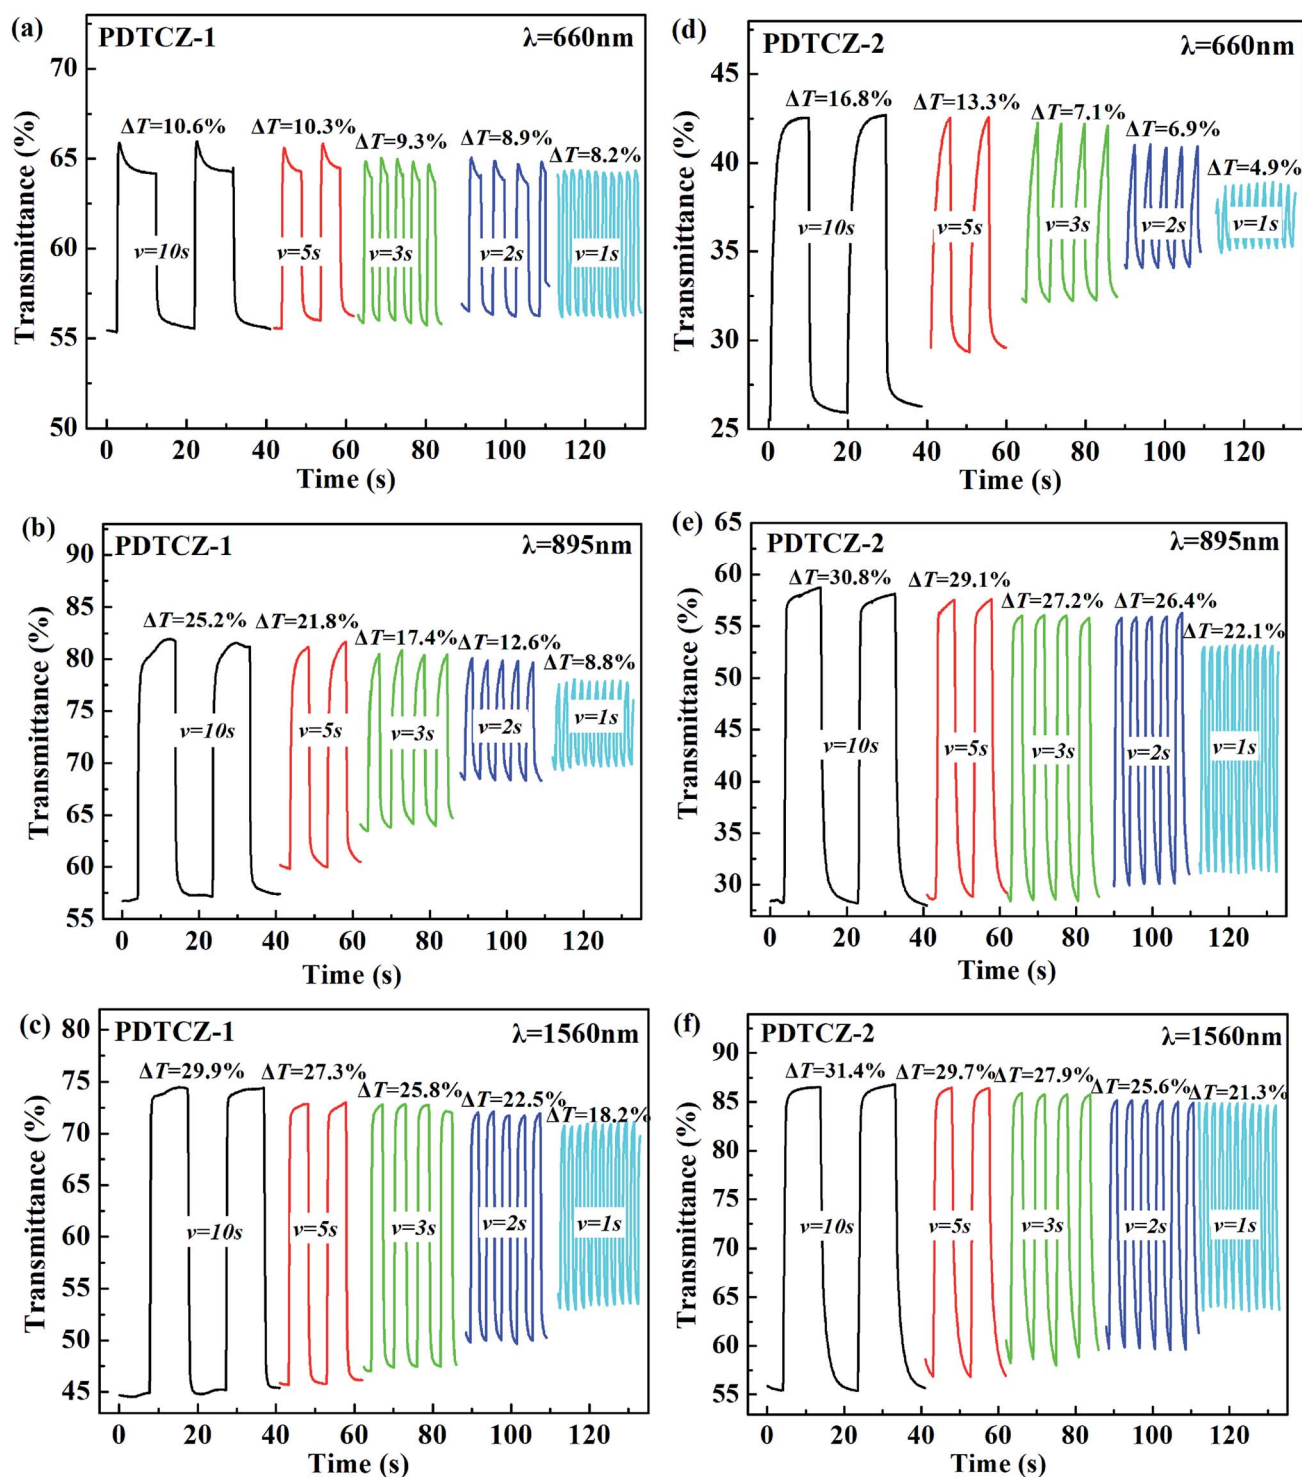 (a)
PDTCZ-1
λ=660nm
ΔT=10.6%
ΔT=10.3%
ΔT=9.3%
ΔT=8.9%
ΔT=8.2%
v=10s
v=5s
v=3s
v=2s
v=1s
Transmittance (%)
70
65
60
55
50
0 20 40 60 80 100 120
Time (s)
(d)
PDTCZ-2
λ=660nm
ΔT=16.8%
ΔT=13.3%
ΔT=7.1%
ΔT=6.9%
ΔT=4.9%
v=10s
v=5s
v=3s
v=2s
v=1s
Transmittance (%)
45
40
35
30
25
0 20 40 60 80 100 120
Time (s)
(b)
PDTCZ-1
λ=895nm
ΔT=25.2%
ΔT=21.8%
ΔT=17.4%
ΔT=12.6%
ΔT=8.8%
v=10s
v=5s
v=3s
v=2s
v=1s
Transmittance (%)
90
85
80
75
70
65
60
55
0 20 40 60 80 100 120
Time (s)
(e)
PDTCZ-2
λ=895nm
ΔT=30.8%
ΔT=29.1%
ΔT=27.2%
ΔT=26.4%
ΔT=22.1%
v=10s
v=5s
v=3s
v=2s
v=1s
Transmittance (%)
65
60
55
50
45
40
35
30
0 20 40 60 80 100 120
Time (s)
(c)
PDTCZ-1
λ=1560nm
ΔT=29.9%
ΔT=27.3%
ΔT=25.8%
ΔT=22.5%
ΔT=18.2%
v=10s
v=5s
v=3s
v=2s
v=1s
Transmittance (%)
80
75
70
65
60
55
50
45
0 20 40 60 80 100 120
Time (s)
(f)
PDTCZ-2
λ=1560nm
ΔT=31.4%
ΔT=29.7%
ΔT=27.9%
ΔT=25.6%
ΔT=21.3%
v=10s
v=5s
v=3s
v=2s
v=1s
Transmittance (%)
90
85
80
75
70
65
60
55
0 20 40 60 80 100 120
Time (s)